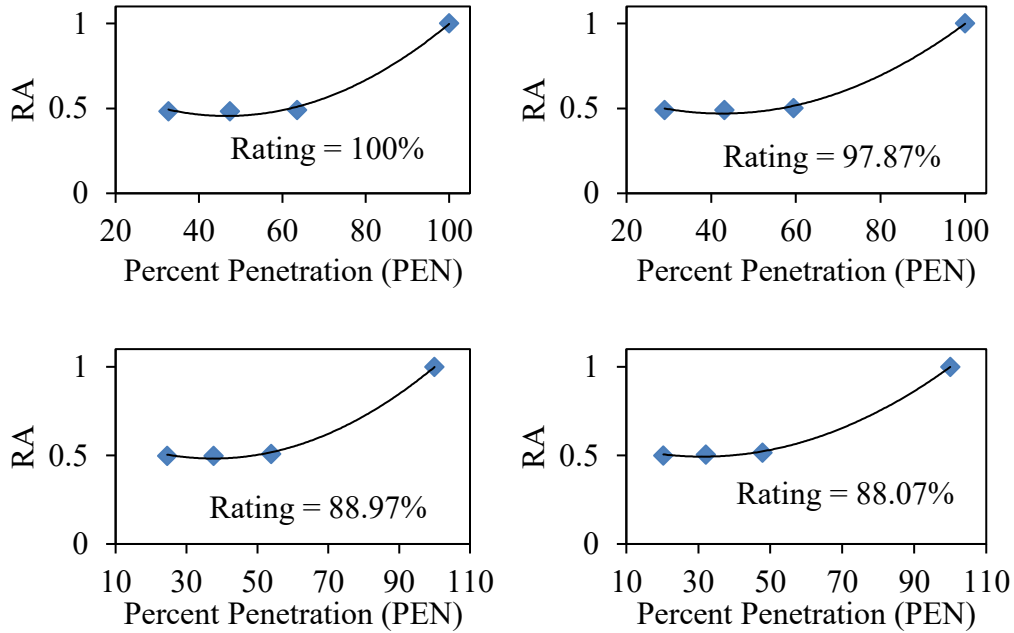 1
0.5
0
RA
Rating = 100%
20 40 60 80 100
Percent Penetration (PEN)
1
0.5
0
RA
Rating = 97.87%
20 40 60 80 100
Percent Penetration (PEN)
1
0.5
0
RA
Rating = 88.97%
10 30 50 70 90 110
Percent Penetration (PEN)
1
0.5
0
RA
Rating = 88.07%
10 30 50 70 90 110
Percent Penetration (PEN)